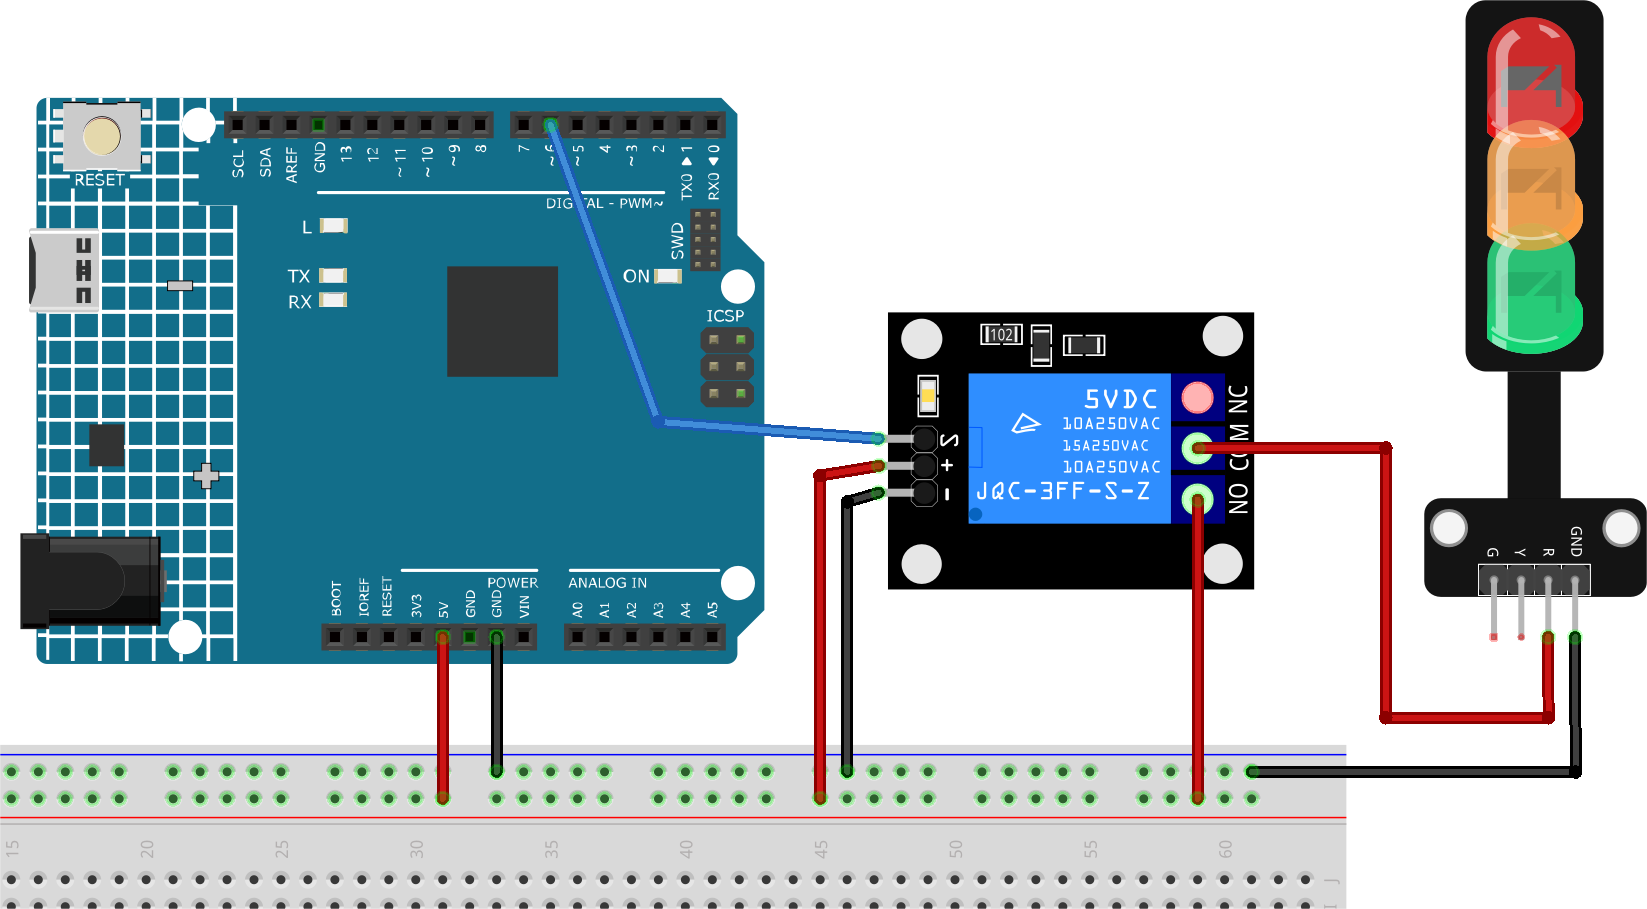 RESET
SCL
SDA
AREF
GND
13
12
~11
~10
~9
8
7
~6
~5
4
~3
2
TX0 ▶ 1
RX0 ◀ 0
DIGITAL - PWM~
L
TX
RX
ON
SWD
ICSP
BOOT
IOREF
RESET
3V3
5V
GND
GND
VIN
POWER
ANALOG IN
A0
A1
A2
A3
A4
A5
102
S
+
-
5VDC
10A250VAC
15A250VAC
10A250VAC
JQC-3FF-S-Z
NC
COM
NO
G
Y
R
GND
15
20
25
30
35
40
45
50
55
60
J
I